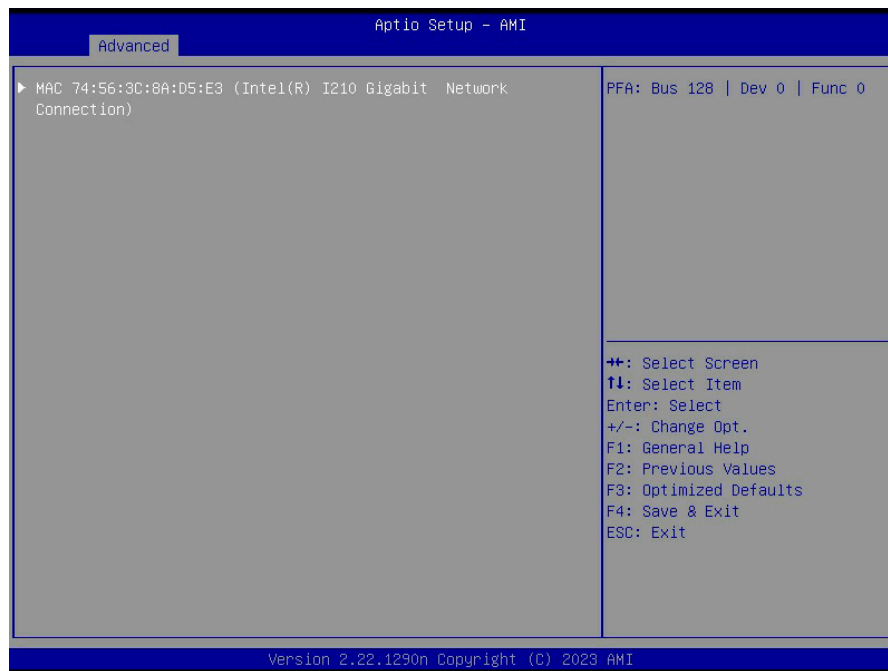 Aptio Setup – AMI
Advanced
▶ MAC 74:56:3C:8A:D5:E3 (Intel(R) I210 Gigabit  Network
Connection)
PFA: Bus 128 | Dev 0 | Func 0
→←: Select Screen
↑↓: Select Item
Enter: Select
+/-: Change Opt.
F1: General Help
F2: Previous Values
F3: Optimized Defaults
F4: Save & Exit
ESC: Exit
Version 2.22.1290n Copyright (C) 2023 AMI